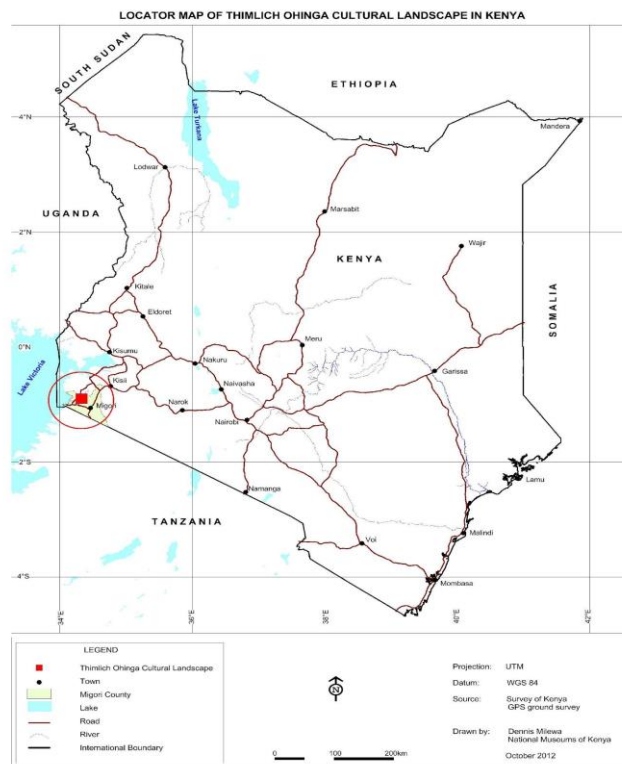 LOCATOR MAP OF THIMLICH OHINGA CULTURAL LANDSCAPE IN KENYA
SOUTH SUDAN
ETHIOPIA
Lake Turkana
4°N
Mandera
Lodwar
Marsabit
UGANDA
2°N
Wajir
KENYA
Kitale
Eldoret
SOMALIA
0°N
Kisumu
Meru
Lake Victoria
Nakuru
Garissa
Kisii
Naivasha
Migori
Narok
Nairobi
2°S
Lamu
Namanga
TANZANIA
Malindi
Voi
4°S
Mombasa
34°E
36°E
38°E
40°E
42°E
LEGEND
Thimlich Ohinga Cultural Landscape
Town
Migori County
Lake
Road
River
International Boundary
N
0 100 200km
Projection: UTM
Datum: WGS 84
Source: Survey of Kenya
GPS ground survey
Drawn by: Dennis Milewa
National Museums of Kenya
October 2012